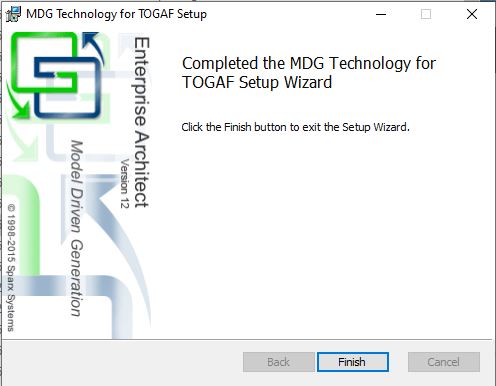 MDG Technology for TOGAF Setup
Enterprise Architect
Version 12
Model Driven Generation
© 1998-2015 Sparx Systems
Completed the MDG Technology for
TOGAF Setup Wizard
Click the Finish button to exit the Setup Wizard.
Back
Finish
Cancel